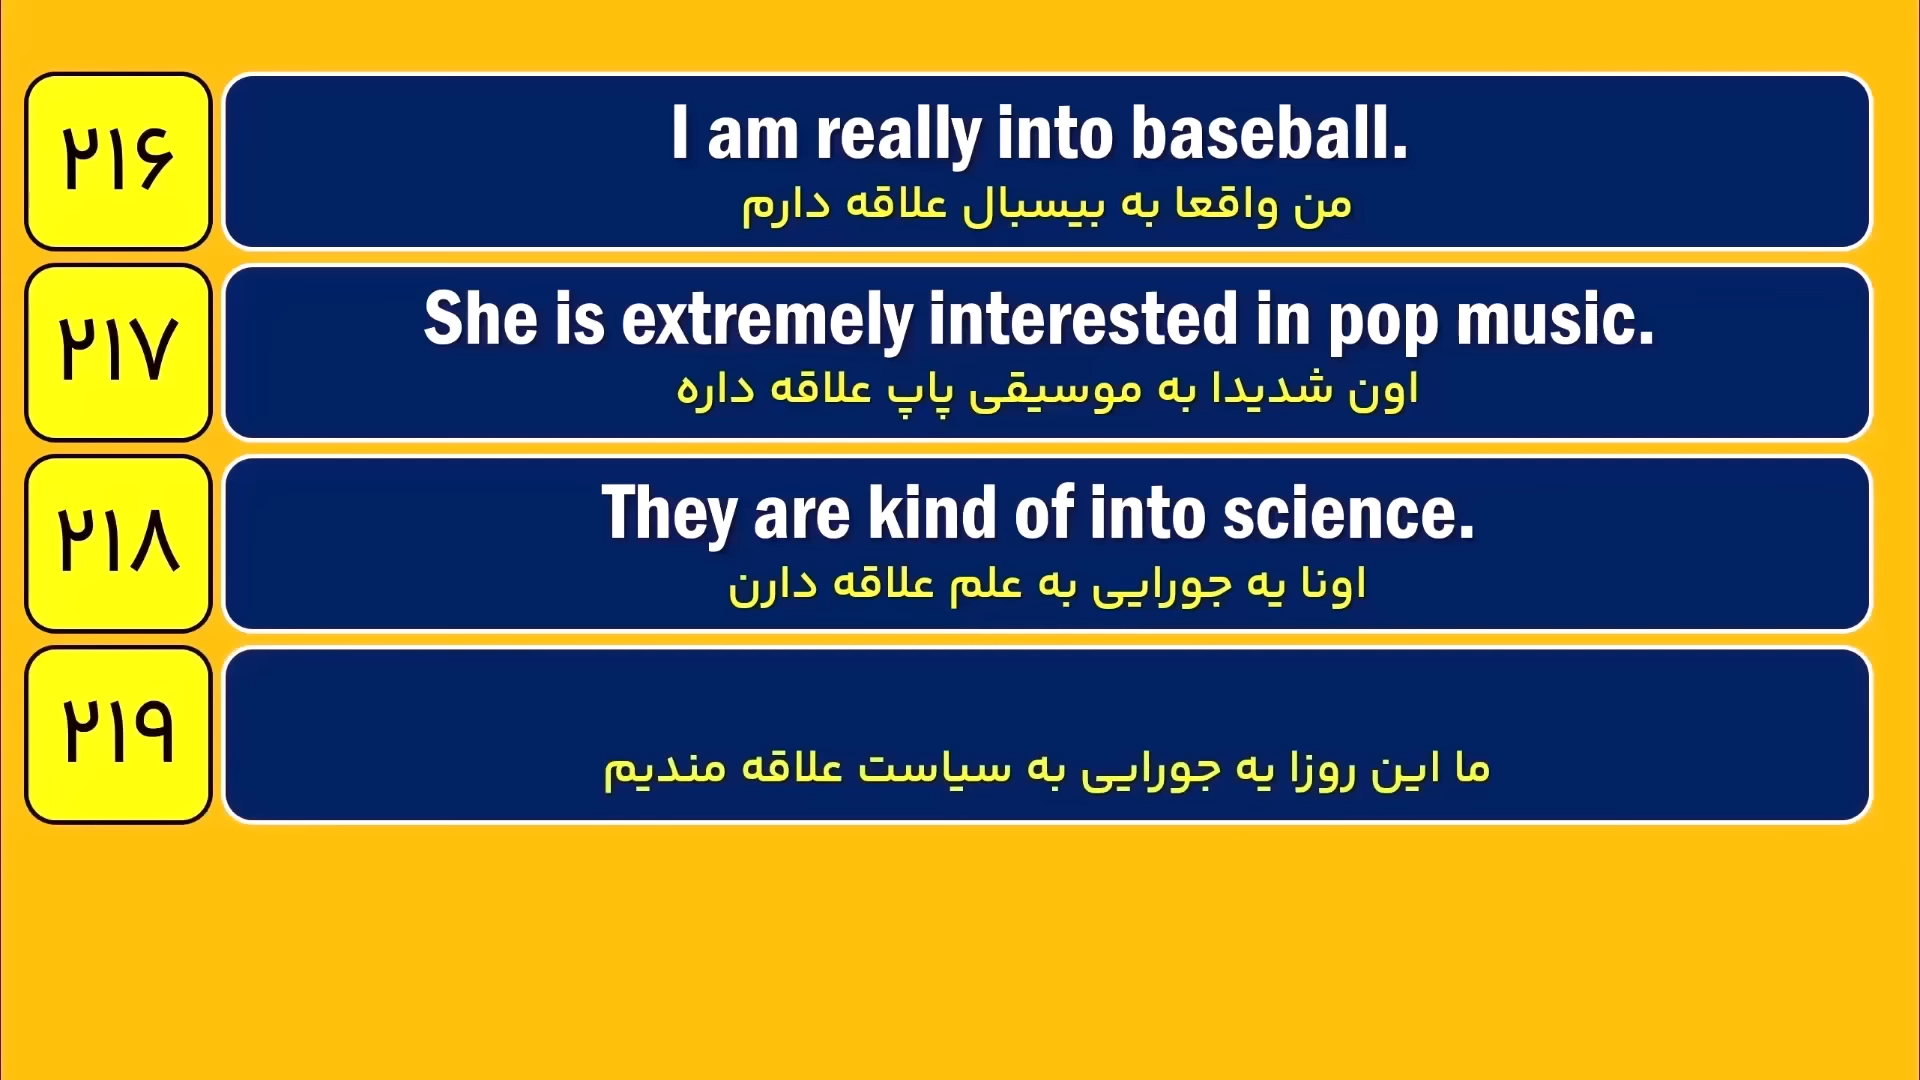 ۲۱۶
I am really into baseball.
من واقعا به بیسبال علاقه دارم
۲۱۷
She is extremely interested in pop music.
اون شدیدا به موسیقی پاپ علاقه داره
۲۱۸
They are kind of into science.
اونا یه جورایی به علم علاقه دارن
۲۱۹
ما این روزا یه جورایی به سیاست علاقه مندیم